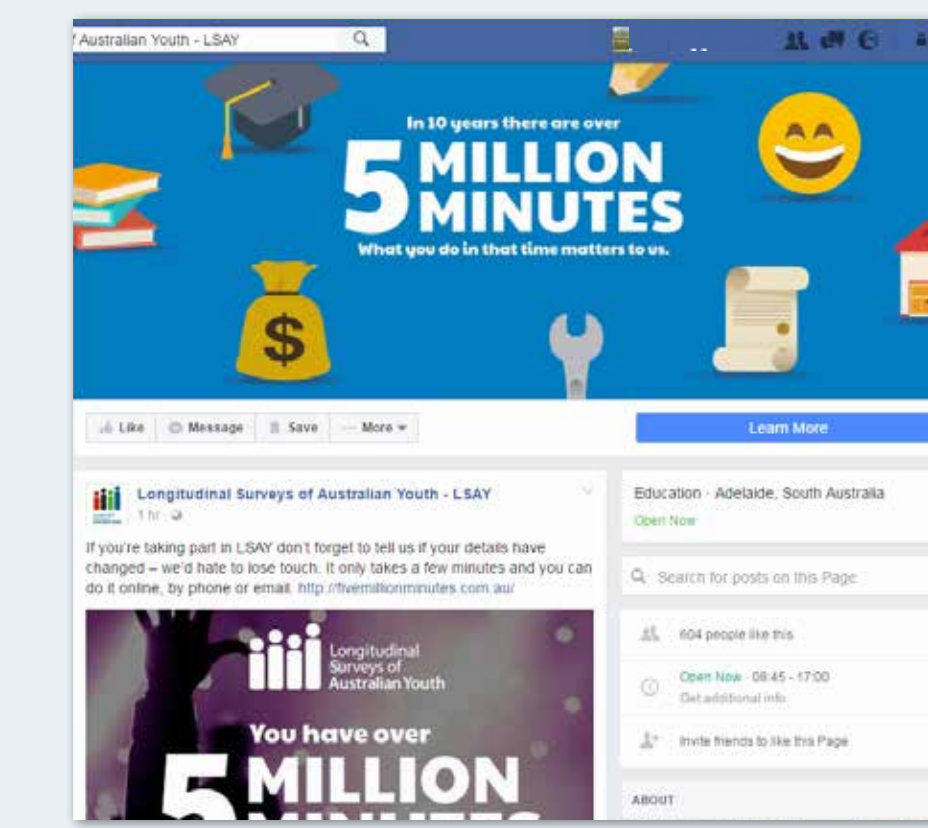 Australian Youth - LSAY
In 10 years there are over
5 MILLION
MINUTES
What you do in that time matters to us.
$
Like Message Save More
Learn More
Longitudinal Surveys of Australian Youth - LSAY
1 hr
If you're taking part in LSAY don't forget to tell us if your details have
changed – we'd hate to lose touch. It only takes a few minutes and you can
do it online, by phone or email. http://fivemillionminutes.com.au/
Longitudinal
Surveys of
Australian Youth
You have over
5 MILLION
MINUTES
Education · Adelaide, South Australia
Open Now
Search for posts on this Page
604 people like this
Open Now · 08:45 - 17:00
Get additional info
Invite friends to like this Page
ABOUT